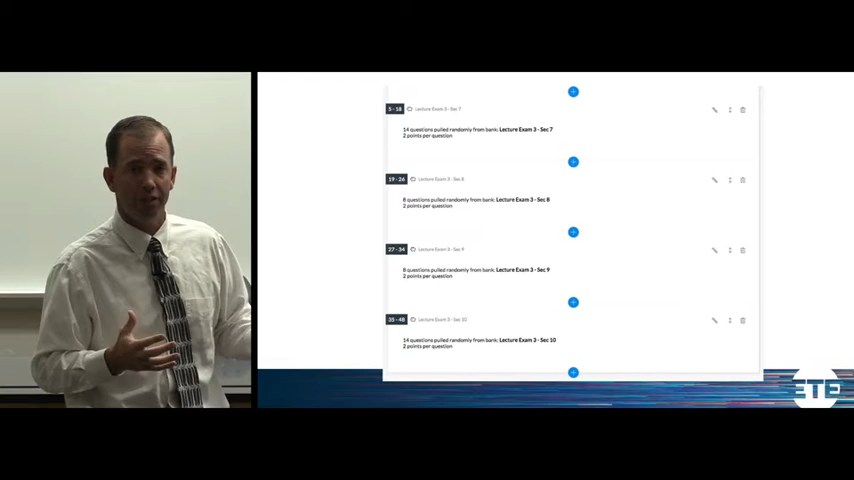 5 - 18 Lecture Exam 3 - Sec 7
14 questions pulled randomly from bank: Lecture Exam 3 - Sec 7
2 points per question
19 - 26 Lecture Exam 3 - Sec 8
8 questions pulled randomly from bank: Lecture Exam 3 - Sec 8
2 points per question
27 - 34 Lecture Exam 3 - Sec 9
8 questions pulled randomly from bank: Lecture Exam 3 - Sec 9
2 points per question
35 - 48 Lecture Exam 3 - Sec 10
14 questions pulled randomly from bank: Lecture Exam 3 - Sec 10
2 points per question
ETE